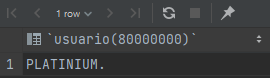 1 row
`usuario(80000000)`
1 PLATINIUM.